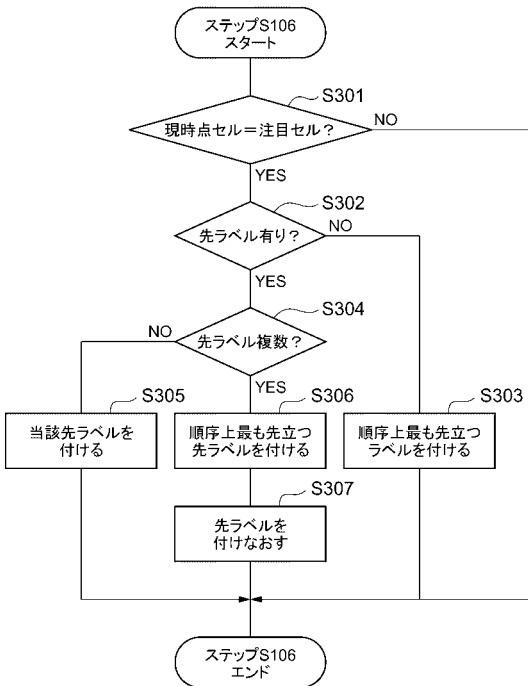 ステップS106
スタート
S301
現時点セル＝注目セル？
NO
YES
S302
先ラベル有り？
NO
YES
S304
先ラベル複数？
NO
YES
S305
当該先ラベルを
付ける
S306
順序上最も先立つ
先ラベルを付ける
S303
順序上最も先立つ
ラベルを付ける
S307
先ラベルを
付けなおす
ステップS106
エンド